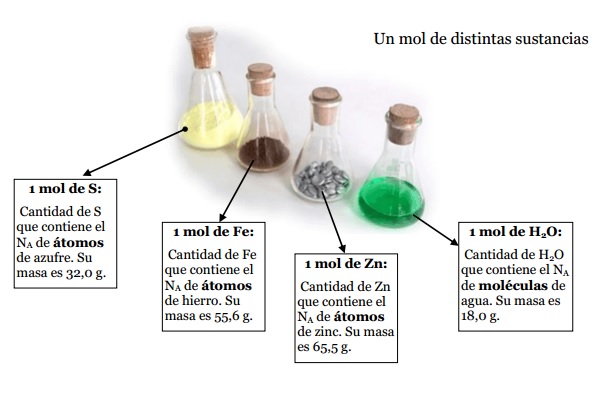 Un mol de distintas sustancias
1 mol de S:
Cantidad de S
que contiene el
N_A de átomos
de azufre. Su
masa es 32,0 g.
1 mol de Fe:
Cantidad de Fe
que contiene el
N_A de átomos
de hierro. Su
masa es 55,6 g.
1 mol de Zn:
Cantidad de Zn
que contiene el
N_A de átomos
de zinc. Su masa
es 65,5 g.
1 mol de H₂O:
Cantidad de H₂O
que contiene el N_A
de moléculas de
agua. Su masa es
18,0 g.